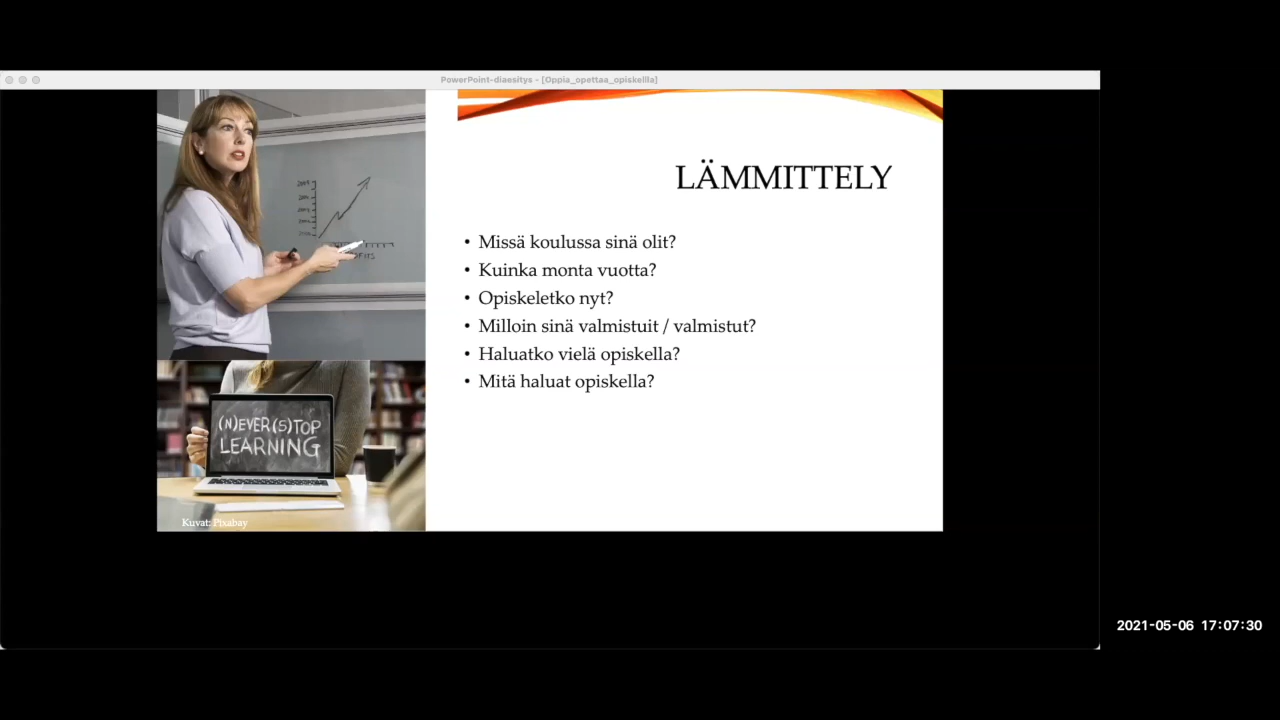 PowerPoint-diaesitys - [Oppia_opettaa_opiskellla]
LÄMMITTELY
• Missä koulussa sinä olit?
• Kuinka monta vuotta?
• Opiskeletko nyt?
• Milloin sinä valmistuit / valmistut?
• Haluatko vielä opiskella?
• Mitä haluat opiskella?
(N)EVER (S)TOP
LEARNING
Kuvat: Pixabay
2021-05-06 17:07:30